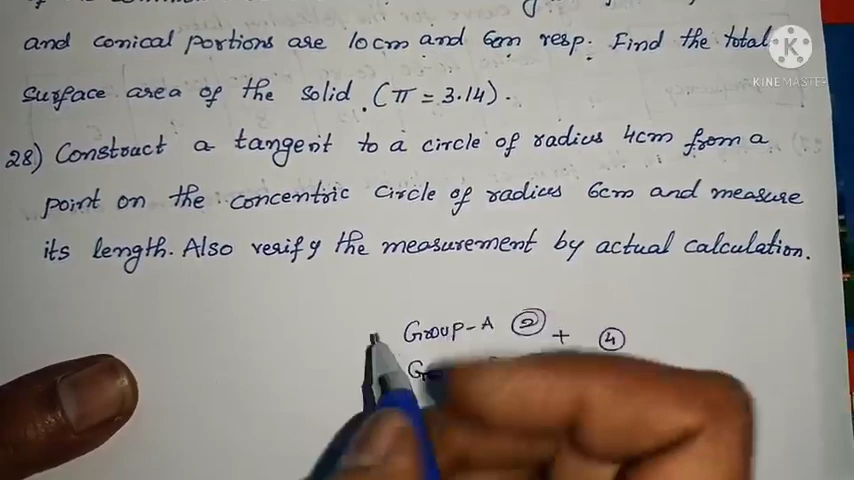 and conical portions are 10cm and 6cm resp. Find the total
surface area of the solid. (π = 3.14).
28) Construct a tangent to a circle of radius 4cm from a
point on the concentric circle of radius 6cm and measure
its length. Also verify the measurement by actual calculation.
Group-A ② + ④
KINEMASTER